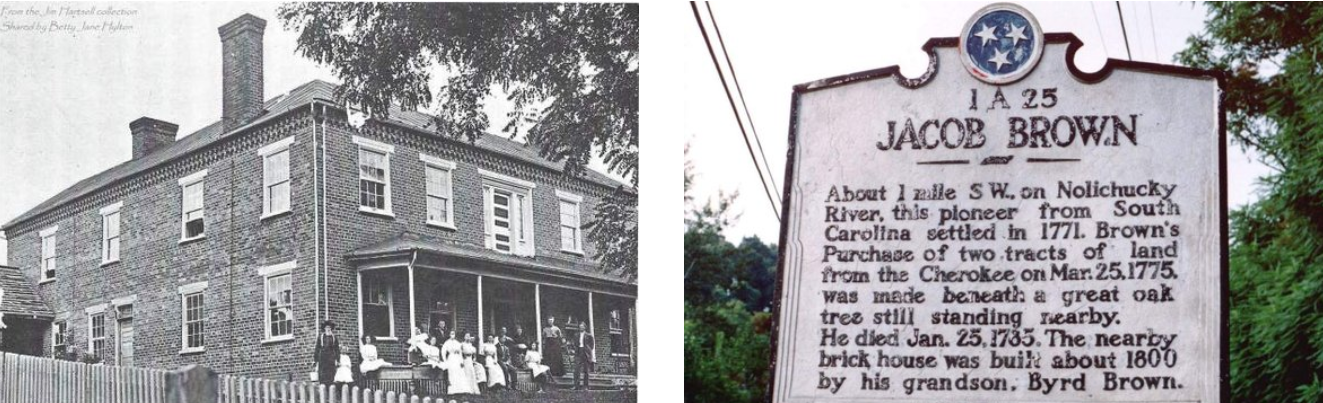 From the Jim Hartsell collection
Shared by Betty Jane Hylton
1 A 25
JACOB BROWN
About 1 mile S W., on Nolichucky
River, this pioneer from South
Carolina settled in 1771. Brown's
Purchase of two tracts of land
from the Cherokee on Mar. 25, 1775,
was made beneath a great oak
tree still standing nearby.
He died Jan. 25, 1785. The nearby
brick house was built about 1800
by his grandson, Byrd Brown.